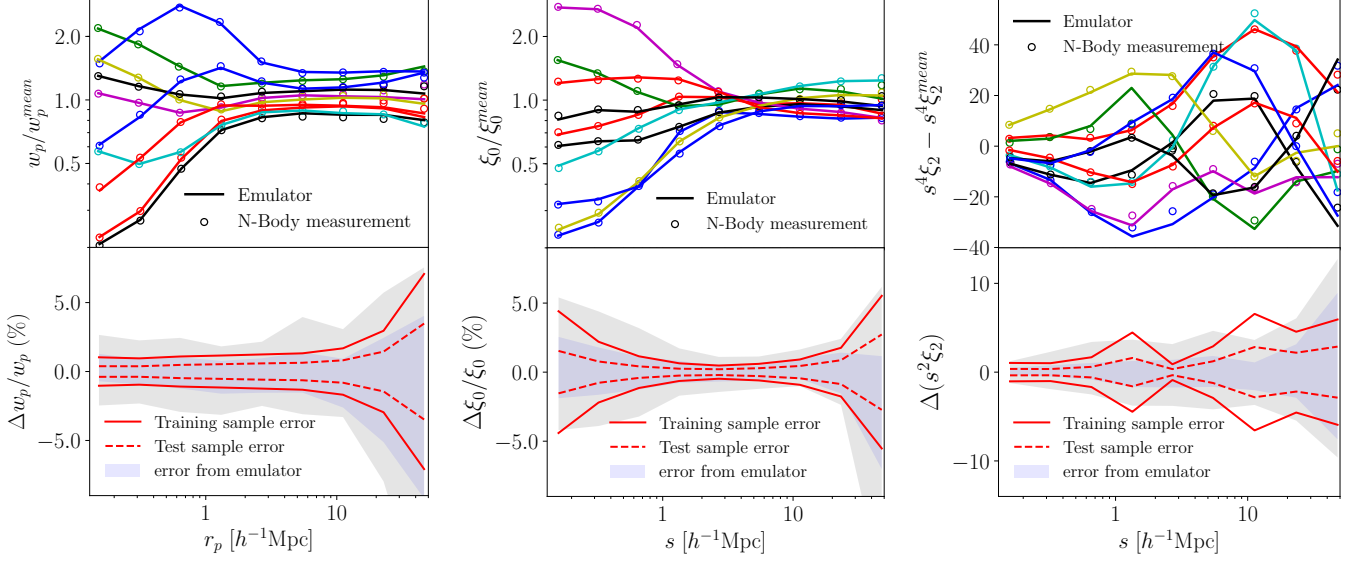 2.0
1.0
0.5
w_p/w_p^{mean}
Emulator
N-Body measurement
5.0
0.0
−5.0
Δw_p/w_p (%)
Training sample error
Test sample error
error from emulator
1
10
r_p [h^{-1}Mpc]
2.0
1.0
0.5
ξ_0/ξ_0^{mean}
Emulator
N-Body measurement
5.0
0.0
−5.0
Δξ_0/ξ_0 (%)
Training sample error
Test sample error
error from emulator
1
10
s [h^{-1}Mpc]
40
20
0
−20
−40
s^4ξ_2 − s^4ξ_2^{mean}
Emulator
N-Body measurement
10
0
−10
Δ(s^2ξ_2)
Training sample error
Test sample error
error from emulator
1
10
s [h^{-1}Mpc]